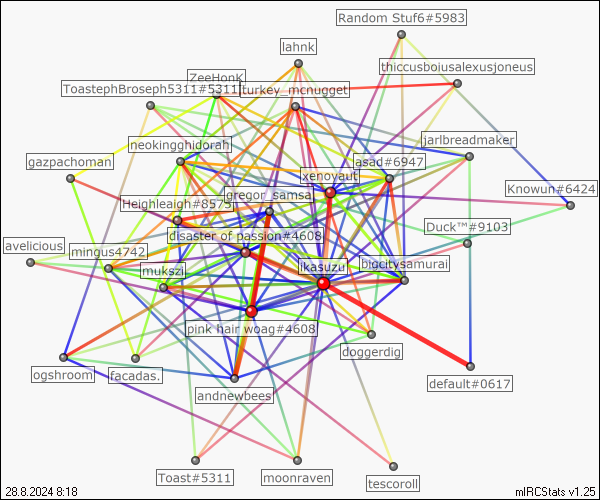 Random Stuf6#5983
lahnk
thiccusboiusalexusjoneus
ZeeHonK
ToastephBroseph5311#5311
turkey_mcnugget
neokingghidorah
jarlbreadmaker
gazpachoman
asad#6947
xenovaut
Knowun#6424
gregor_samsa
Heighleaigh#8575
Duck™#9103
disaster of passion#4608
avelicious
mingus4742
mukszi
ikasuzu
bigcitysamurai
pink hair woag#4608
doggerdig
ogshroom
facadas.
default#0617
andnewbees
Toast#5311
moonraven
tescoroll
28.8.2024 8:18
mIRCStats v1.25